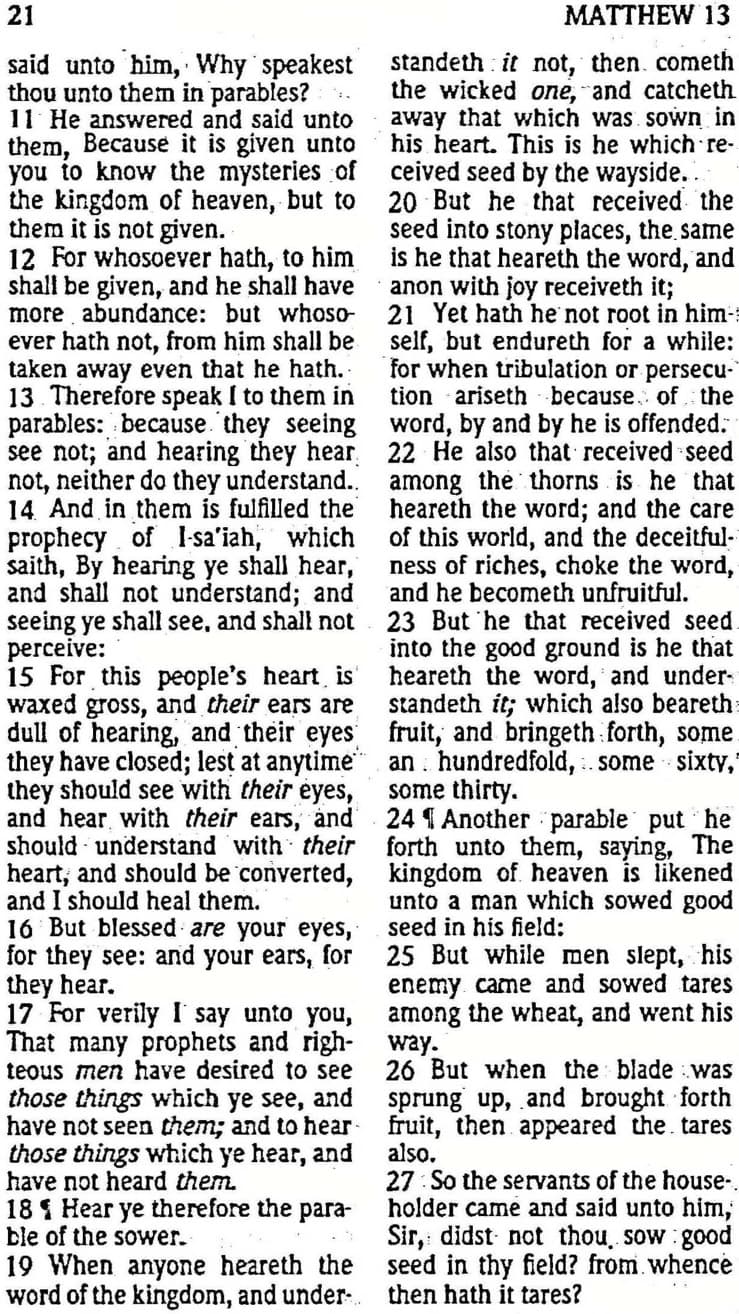 21 MATTHEW 13
said unto him, Why speakest
thou unto them in parables?
11 He answered and said unto
them, Because it is given unto
you to know the mysteries of
the kingdom of heaven, but to
them it is not given.
12 For whosoever hath, to him
shall be given, and he shall have
more abundance: but whoso-
ever hath not, from him shall be
taken away even that he hath.
13 Therefore speak I to them in
parables: because they seeing
see not; and hearing they hear
not, neither do they understand.
14 And in them is fulfilled the
prophecy of I-sa'iah, which
saith, By hearing ye shall hear,
and shall not understand; and
seeing ye shall see, and shall not
perceive:
15 For this people's heart is
waxed gross, and their ears are
dull of hearing, and their eyes
they have closed; lest at anytime
they should see with their eyes,
and hear with their ears, and
should understand with their
heart, and should be converted,
and I should heal them.
16 But blessed are your eyes,
for they see: and your ears, for
they hear.
17 For verily I say unto you,
That many prophets and righ-
teous men have desired to see
those things which ye see, and
have not seen them; and to hear
those things which ye hear, and
have not heard them.
18 ¶ Hear ye therefore the para-
ble of the sower.
19 When anyone heareth the
word of the kingdom, and under-
standeth it not, then cometh
the wicked one, and catcheth
away that which was sown in
his heart. This is he which re-
ceived seed by the wayside.
20 But he that received the
seed into stony places, the same
is he that heareth the word, and
anon with joy receiveth it;
21 Yet hath he not root in him-
self, but endureth for a while:
for when tribulation or persecu-
tion ariseth because of the
word, by and by he is offended.
22 He also that received seed
among the thorns is he that
heareth the word; and the care
of this world, and the deceitful-
ness of riches, choke the word,
and he becometh unfruitful.
23 But he that received seed
into the good ground is he that
heareth the word, and under-
standeth it; which also beareth
fruit, and bringeth forth, some
an hundredfold, some sixty,
some thirty.
24 ¶ Another parable put he
forth unto them, saying, The
kingdom of heaven is likened
unto a man which sowed good
seed in his field:
25 But while men slept, his
enemy came and sowed tares
among the wheat, and went his
way.
26 But when the blade was
sprung up, and brought forth
fruit, then appeared the tares
also.
27 So the servants of the house-
holder came and said unto him,
Sir, didst not thou sow good
seed in thy field? from whence
then hath it tares?